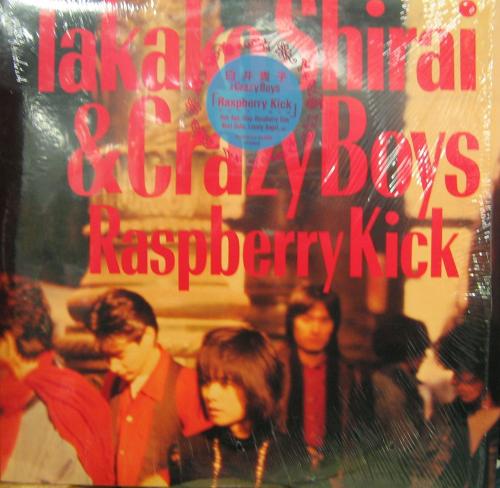 Takako Shirai
& Crazy Boys
Raspberry Kick
白井貴子
& Crazy Boys
「Raspberry Kick」